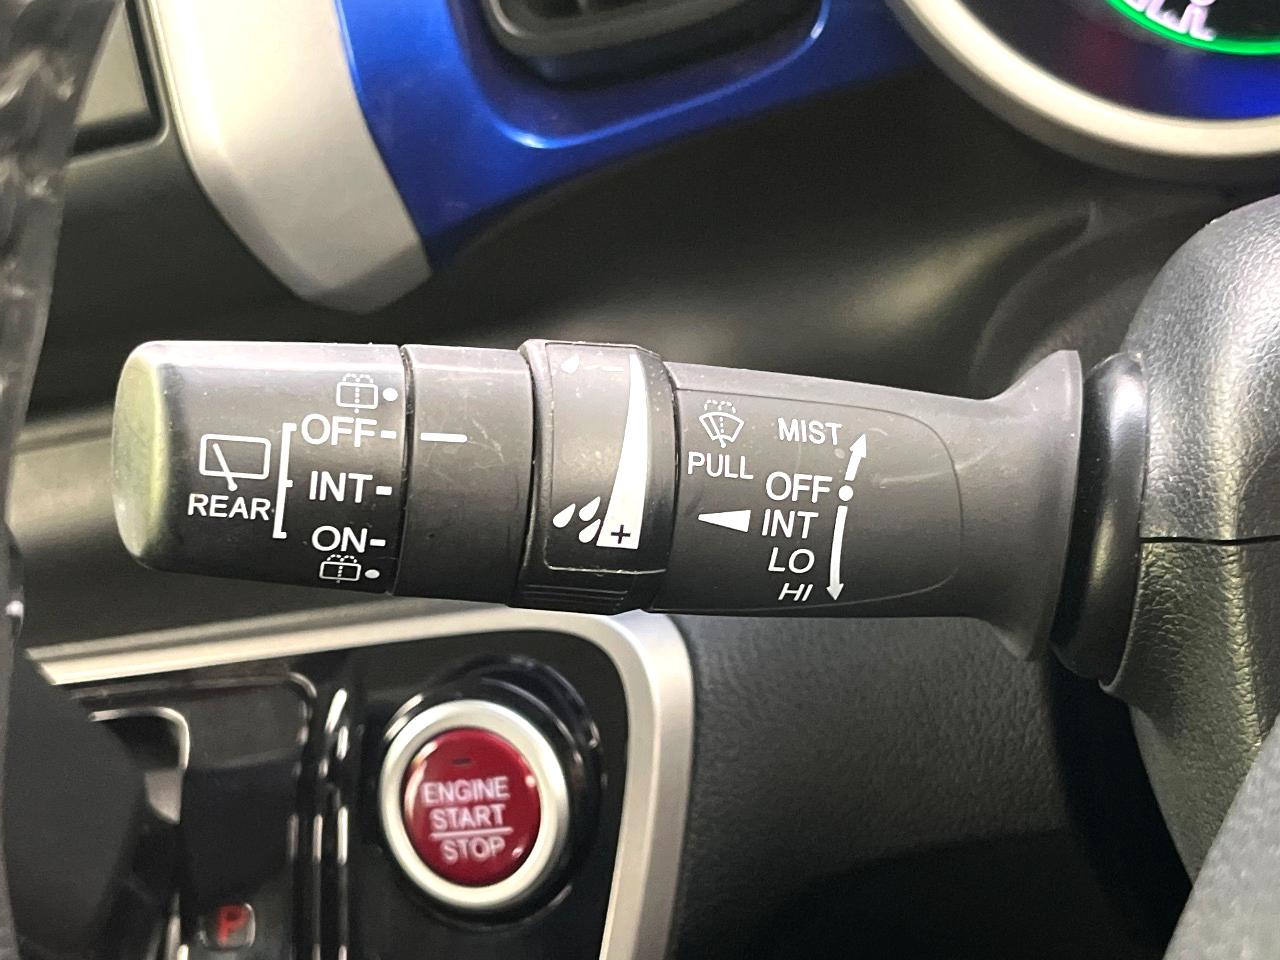 OFF
INT
REAR
ON
+
MIST
PULL
OFF
INT
LO
HI
ENGINE
START
STOP
P